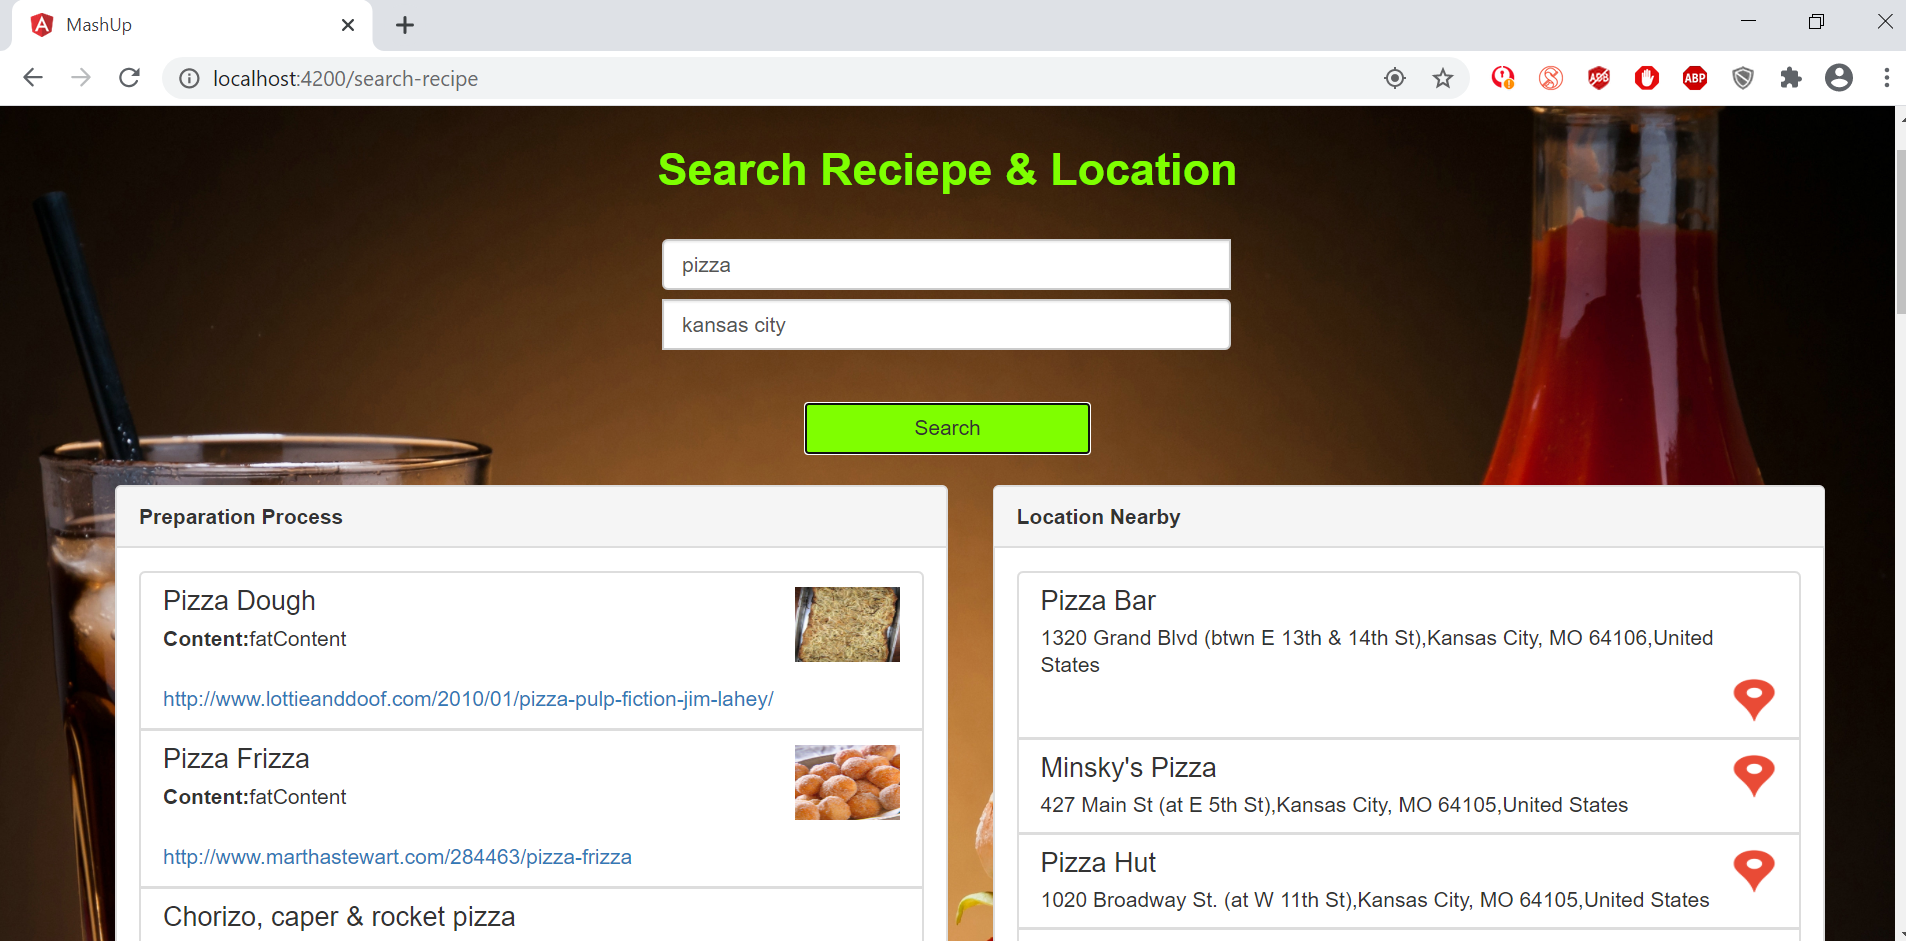 MashUp
localhost:4200/search-recipe
ABP
Search Reciepe & Location
pizza
kansas city
Search
Preparation Process
Pizza Dough
Content:fatContent
http://www.lottieanddoof.com/2010/01/pizza-pulp-fiction-jim-lahey/
Pizza Frizza
Content:fatContent
http://www.marthastewart.com/284463/pizza-frizza
Chorizo, caper & rocket pizza
Location Nearby
Pizza Bar
1320 Grand Blvd (btwn E 13th & 14th St),Kansas City, MO 64106,United
States
Minsky's Pizza
427 Main St (at E 5th St),Kansas City, MO 64105,United States
Pizza Hut
1020 Broadway St. (at W 11th St),Kansas City, MO 64105,United States